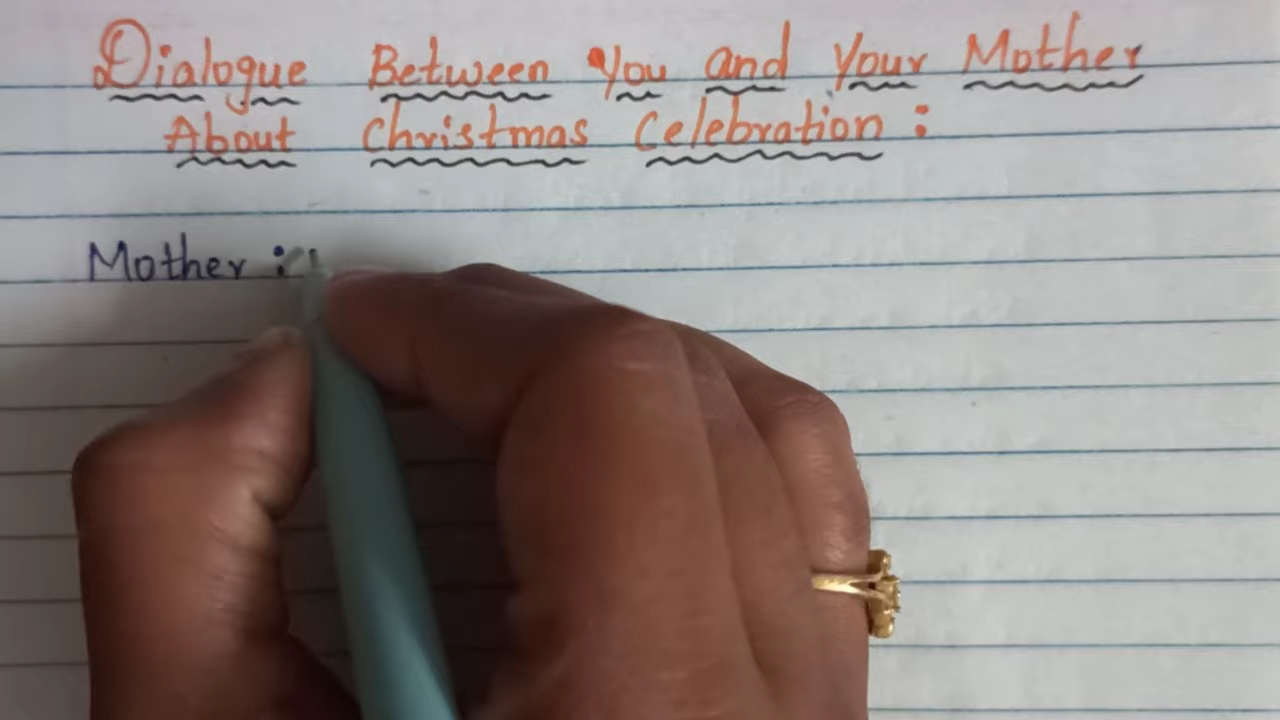 Dialogue Between You and Your Mother
About Christmas Celebration :
Mother :